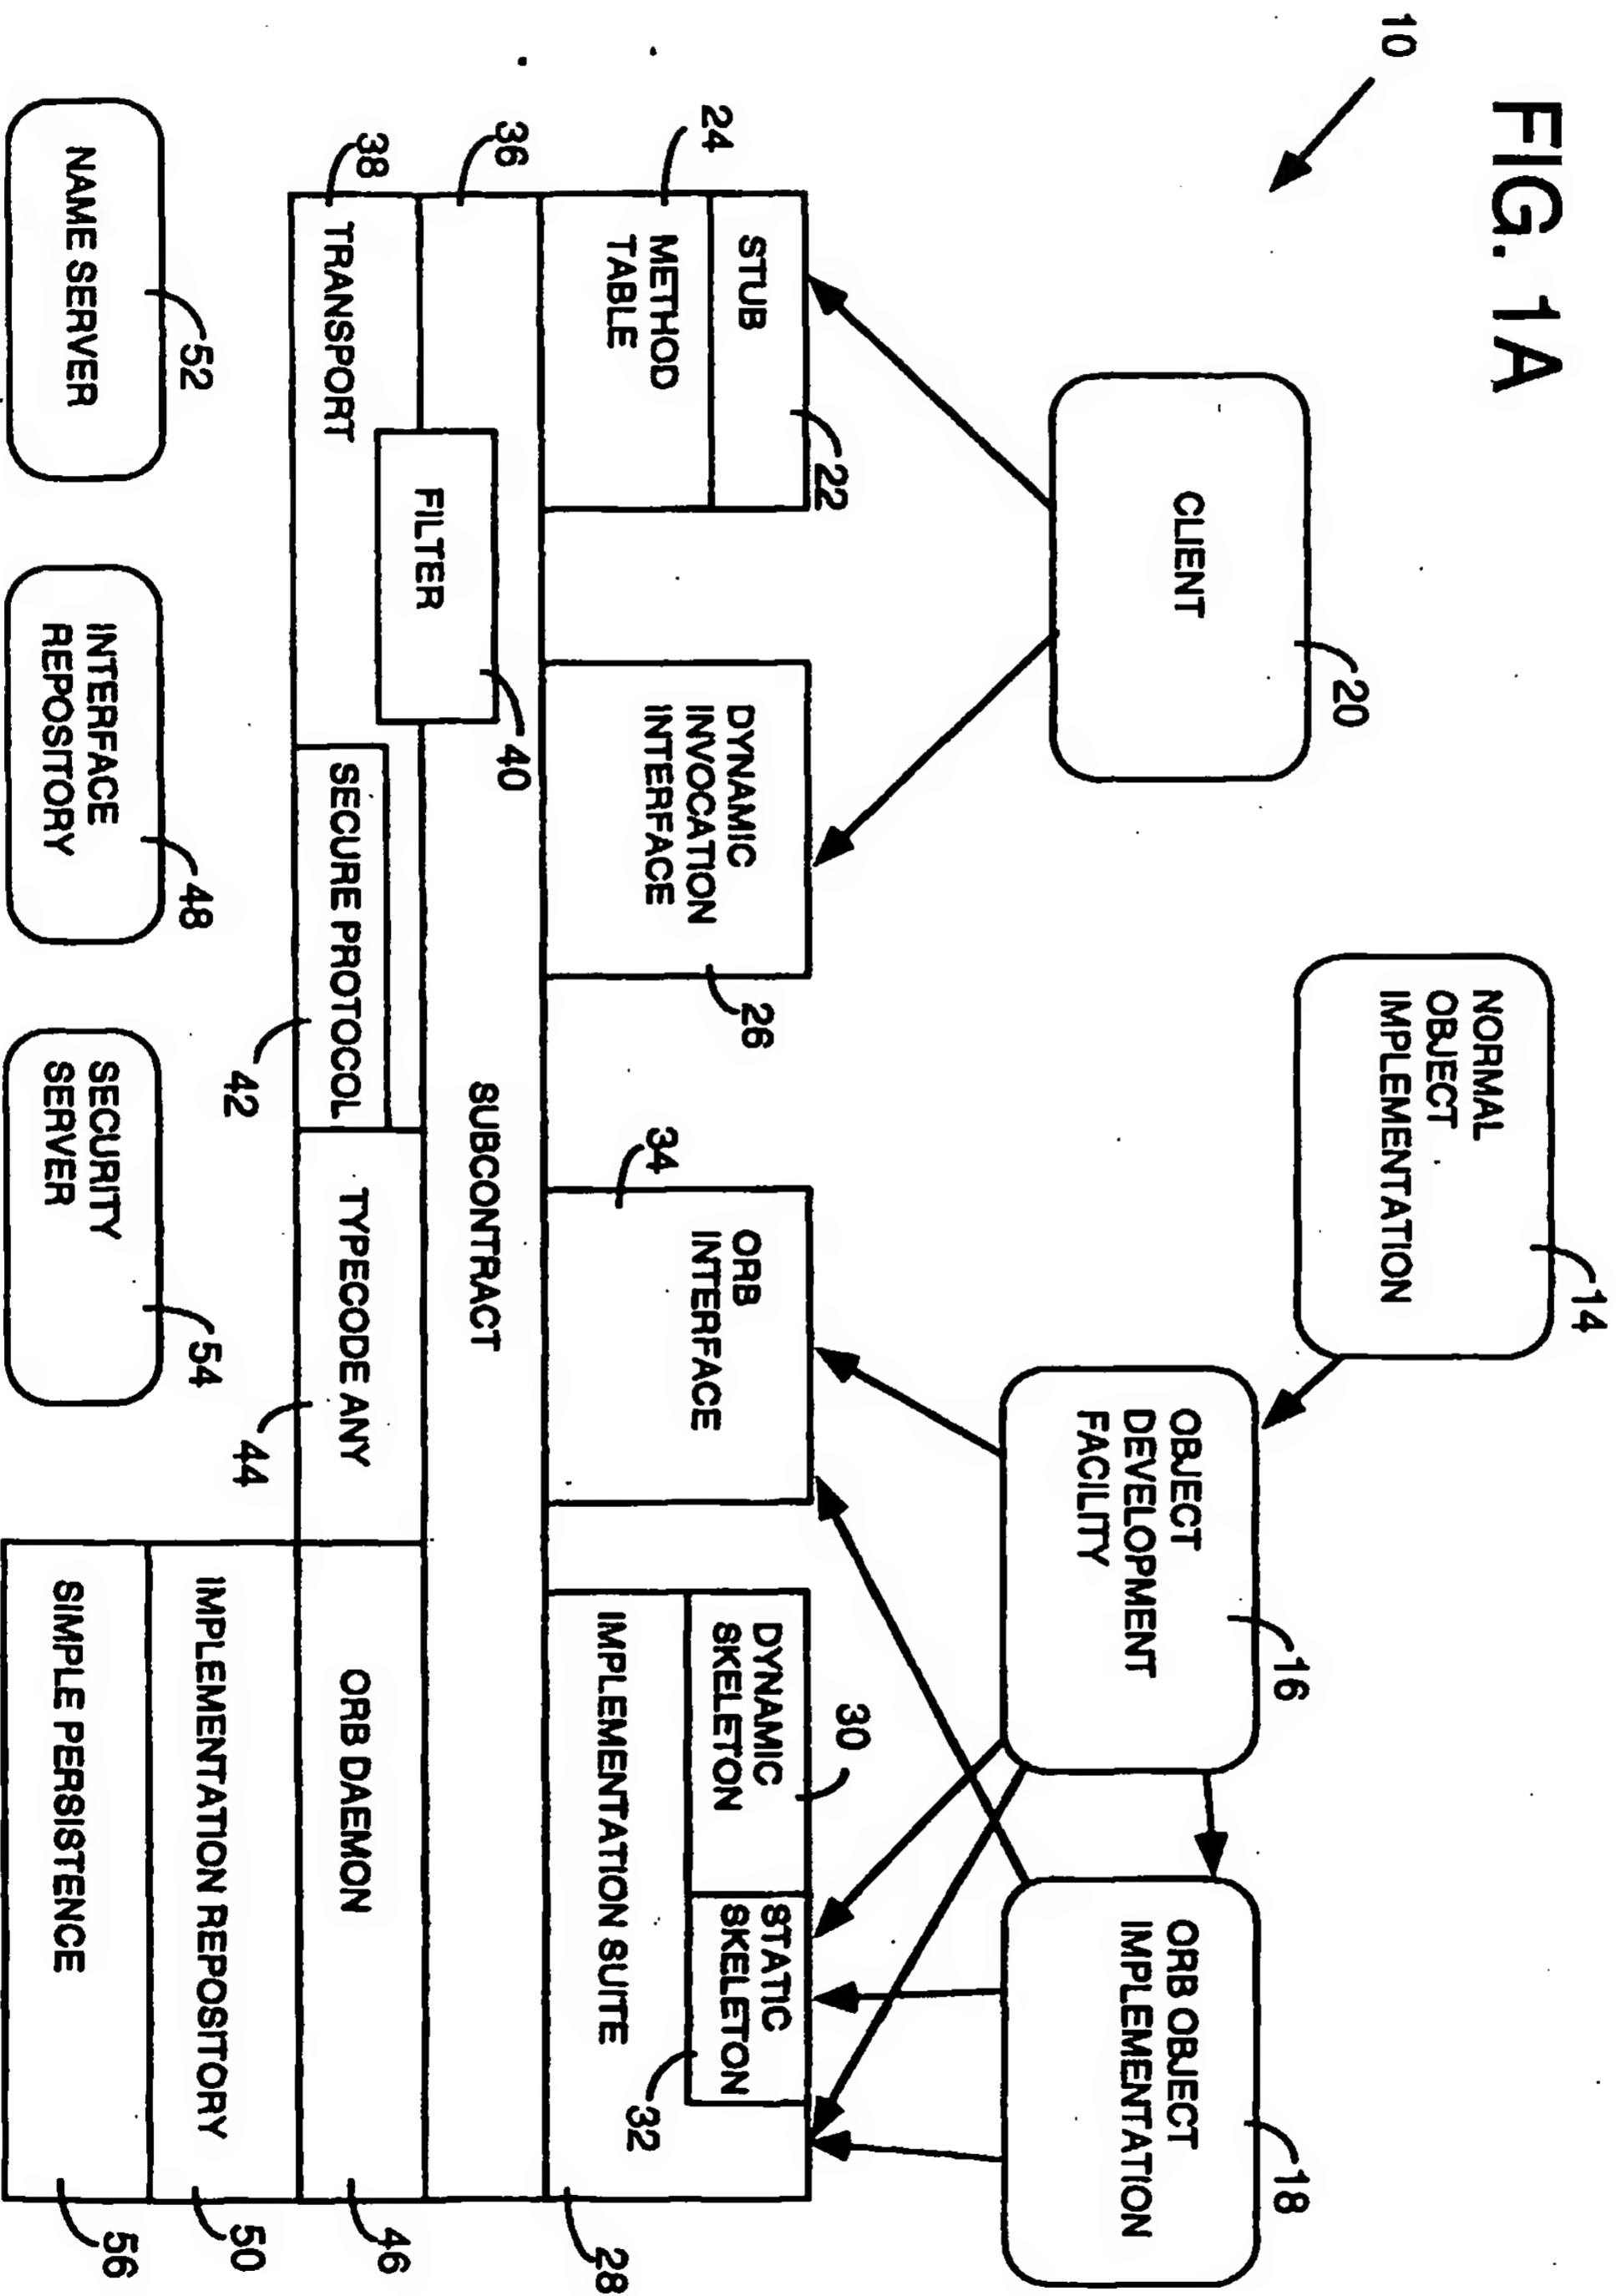 FIG. 1A
10
14
NORMAL
OBJECT
IMPLEMENTATION
20
CLIENT
16
OBJECT
DEVELOPMENT
FACILITY
18
ORB OBJECT
IMPLEMENTATION
24
22
STUB
METHOD
TABLE
DYNAMIC
INVOCATION
INTERFACE
26
34
ORB
INTERFACE
30
DYNAMIC
SKELETON
STATIC
SKELETON
32
IMPLEMENTATION SUITE
28
36
SUBCONTRACT
40
FILTER
38
TRANSPORT
SECURE PROTOCOL
42
TYPECODE ANY
44
ORB DAEMON
46
IMPLEMENTATION REPOSITORY
50
SIMPLE PERSISTENCE
56
52
NAME SERVER
48
INTERFACE
REPOSITORY
54
SECURITY
SERVER